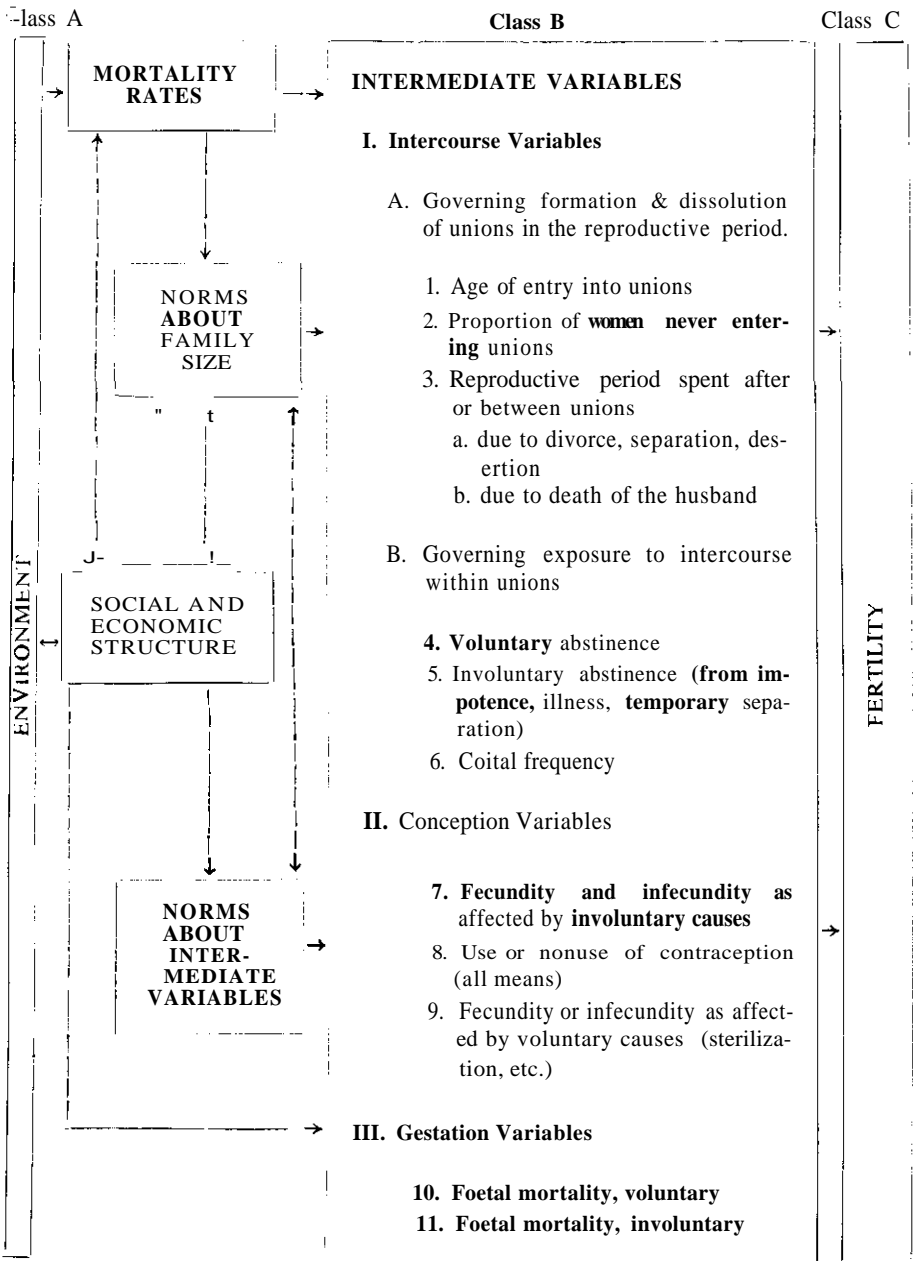 Class A
Class B
Class C
MORTALITY
RATES
NORMS
ABOUT
FAMILY
SIZE
SOCIAL AND
ECONOMIC
STRUCTURE
ENVIRONMENT
NORMS
ABOUT
INTER-
MEDIATE
VARIABLES
INTERMEDIATE VARIABLES
I. Intercourse Variables
A. Governing formation & dissolution
of unions in the reproductive period.
1. Age of entry into unions
2. Proportion of women never enter-
ing unions
3. Reproductive period spent after
or between unions
a. due to divorce, separation, des-
ertion
b. due to death of the husband
B. Governing exposure to intercourse
within unions
4. Voluntary abstinence
5. Involuntary abstinence (from im-
potence, illness, temporary sepa-
ration)
6. Coital frequency
II. Conception Variables
7. Fecundity and infecundity as
affected by involuntary causes
8. Use or nonuse of contraception
(all means)
9. Fecundity or infecundity as affect-
ed by voluntary causes (steriliza-
tion, etc.)
III. Gestation Variables
10. Foetal mortality, voluntary
11. Foetal mortality, involuntary
FERTILITY